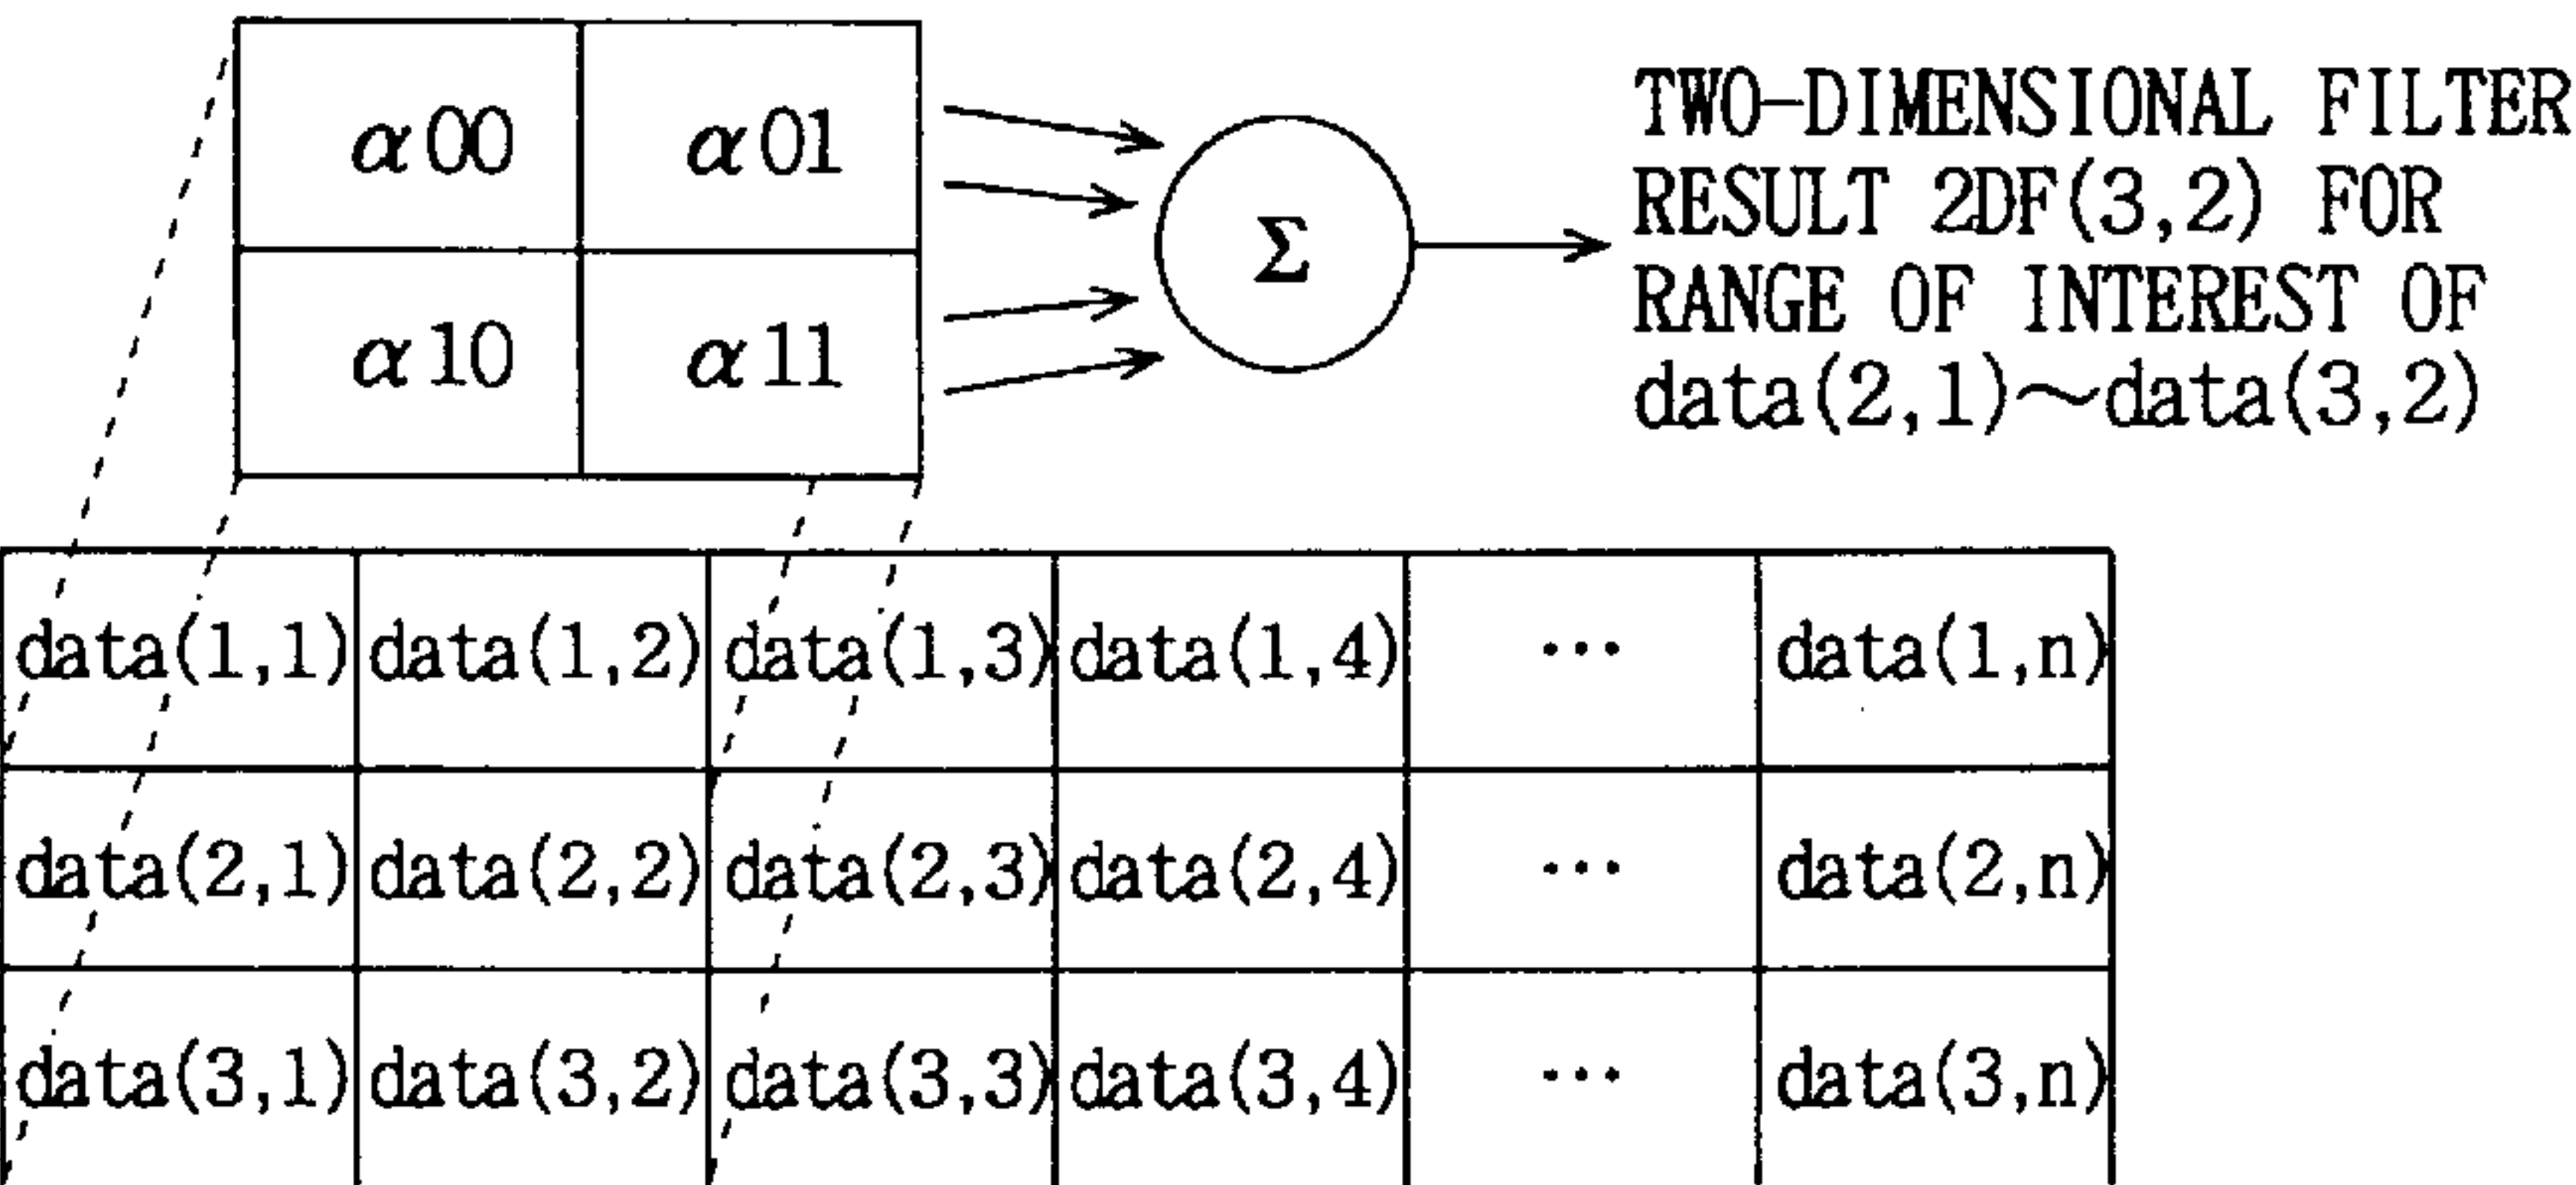 α00 α01
α10 α11
Σ
TWO-DIMENSIONAL FILTER
RESULT 2DF(3,2) FOR
RANGE OF INTEREST OF
data(2,1)～data(3,2)
data(1,1) data(1,2) data(1,3) data(1,4) ... data(1,n)
data(2,1) data(2,2) data(2,3) data(2,4) ... data(2,n)
data(3,1) data(3,2) data(3,3) data(3,4) ... data(3,n)